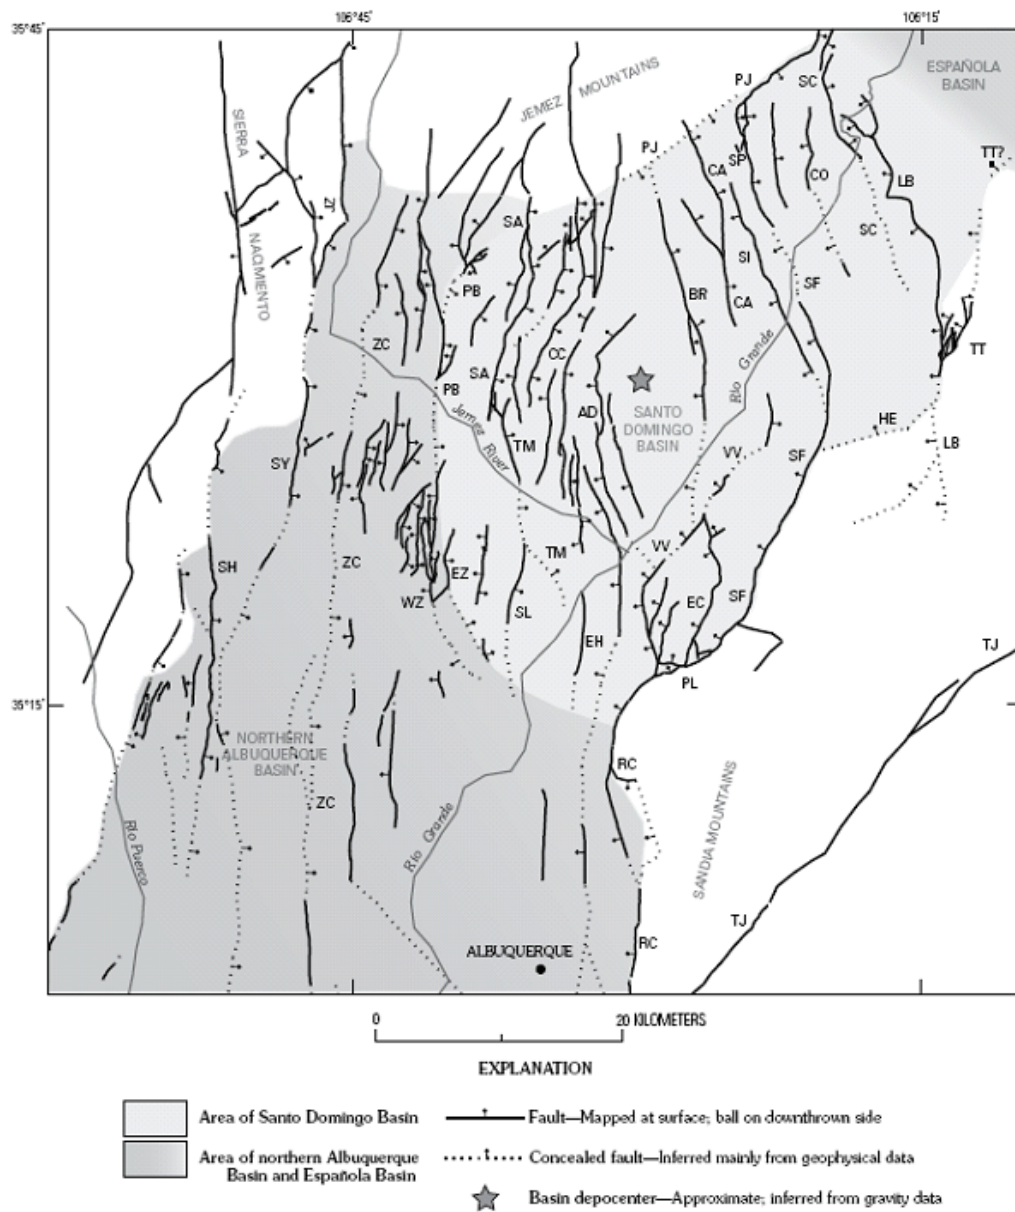 106°45'
106°15'
35°45'
ESPAÑOLA
BASIN
JEMEZ MOUNTAINS
PJ
SC
SIERRA
PJ
TT?
CA
SP
CO
LB
ZT
SA
SC
NACIMIENTO
SI
PB
BR
CA
SF
ZC
CC
Rio Grande
TT
SA
PB
Jemez River
AD
SANTO
DOMINGO
BASIN
HE
TM
VV
SF
LB
SY
SH
ZC
EZ
TM
VV
WZ
SL
EC
SF
EH
TJ
PL
35°15'
NORTHERN
ALBUQUERQUE
BASIN
RC
ZC
Rio Grande
Rio Puerco
SANDIA MOUNTAINS
TJ
ALBUQUERQUE
RC
0
20 KILOMETERS
EXPLANATION
Area of Santo Domingo Basin
Fault—Mapped at surface; ball on downthrown side
Area of northern Albuquerque
Basin and Española Basin
Concealed fault—Inferred mainly from geophysical data
Basin depocenter—Approximate; inferred from gravity data